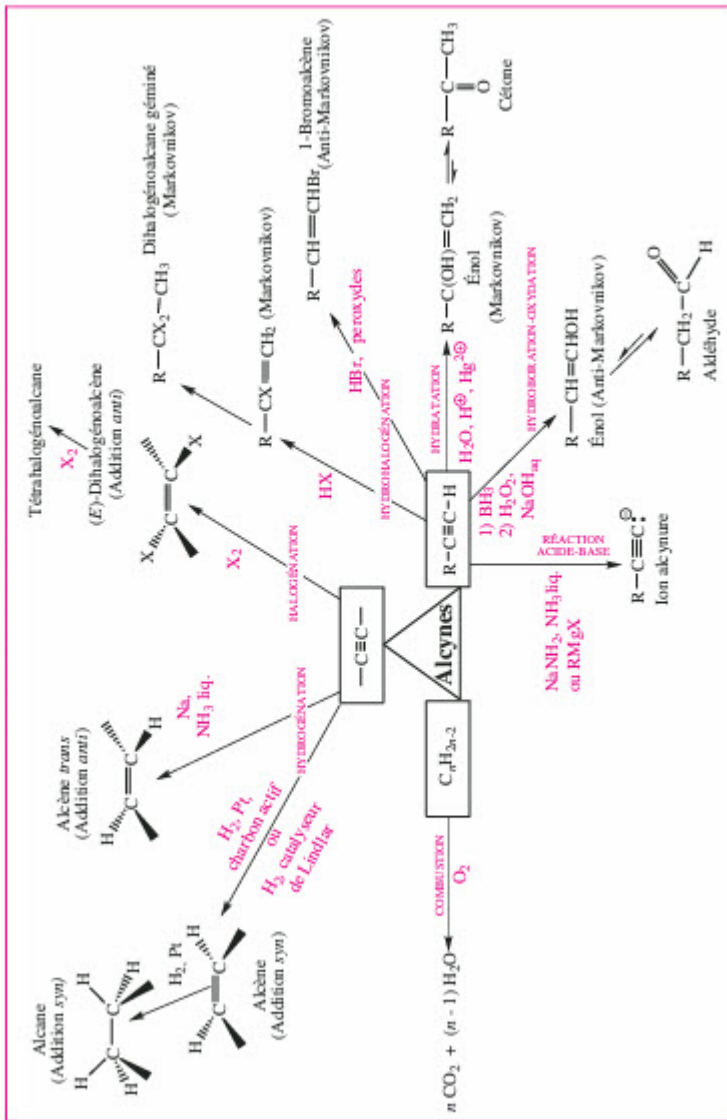 Alcane
(Addition syn)
H
H
C—C
H
H
H₂, Pt
H
H
C=C
Alcène
(Addition syn)
Alcène trans
(Addition anti)
H
C=C
H
Na,
NH₃ liq.
H₂, Pt,
charbon actif
ou
H₂, catalyseur
de Lindlar
HYDROGÉNATION
Tétrahalogénoalcane
X₂
(E)-Dihalogénoalcène
(Addition anti)
X
C=C
X
X₂
HALOGÉNATION
—C≡C—
R—CX₂—CH₃
Dihalogénoalcane géminé
(Markovnikov)
R—CX=CH₂ (Markovnikov)
HX
HYDROHALOGÉNATION
1-Bromoalcène
(Anti-Markovnikov)
R—CH=CHBr
HBr, peroxydes
n CO₂ + (n - 1) H₂O
COMBUSTION
O₂
CₙH₂ₙ₋₂
Alcynes
R—C≡C—H
HYDRATATION
H₂O, H⊕, Hg²⊕
R—C(OH)=CH₂
Énol
(Markovnikov)
R—C—CH₃
O
Cétone
1) BH₃
2) H₂O₂,
NaOHaq
HYDROBORATION-OXYDATION
R—CH=CHOH
Énol (Anti-Markovnikov)
R—CH₂—C
O
H
Aldéhyde
NaNH₂, NH₃ liq.
ou RMgX
RÉACTION
ACIDE-BASE
R—C≡C:⊖
Ion alcynure